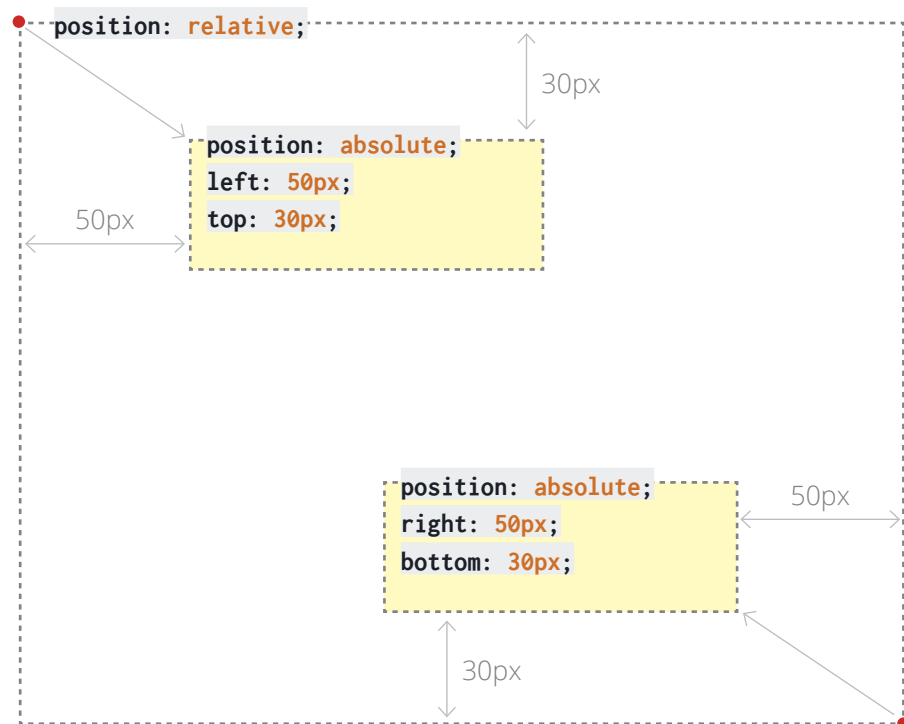 position: relative;
30px
position: absolute;
left: 50px;
top: 30px;
50px
position: absolute;
right: 50px;
bottom: 30px;
50px
30px